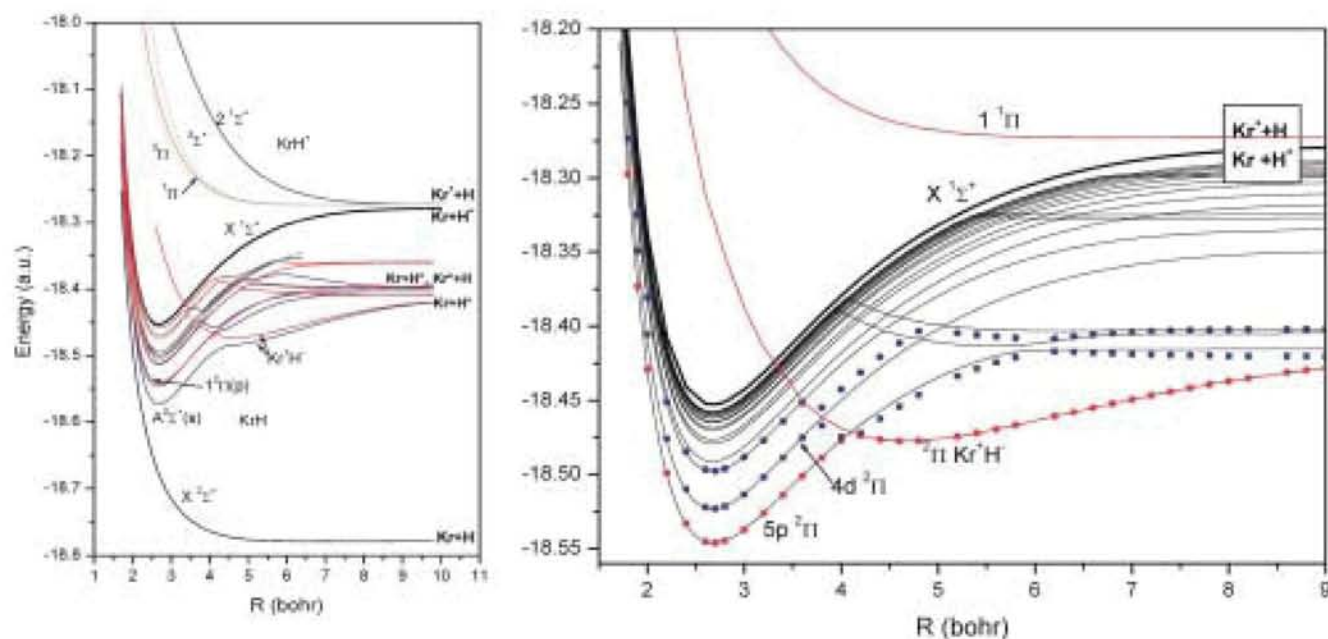 -18.0
-18.1
-18.2
-18.3
-18.4
-18.5
-18.6
-18.7
-18.8
Energy (a.u.)
1 2 3 4 5 6 7 8 9 10 11
R (bohr)
2 ¹Σ⁺
KrH⁺
³Σ⁺
³Π
¹Π
Kr⁺+H
Kr+H⁺
X ¹Σ⁺
Kr+H*, Kr*+H
Kr+H*
Kr⁺H⁻
1²Π(p)
A²Σ⁺(s)
KrH
X ²Σ⁺
Kr+H
-18.20
-18.25
-18.30
-18.35
-18.40
-18.45
-18.50
-18.55
2 3 4 5 6 7 8 9
R (bohr)
1 ¹Π
Kr⁺+H
Kr +H⁺
X ¹Σ⁺
²Π Kr⁺H⁻
4d ²Π
5p ²Π